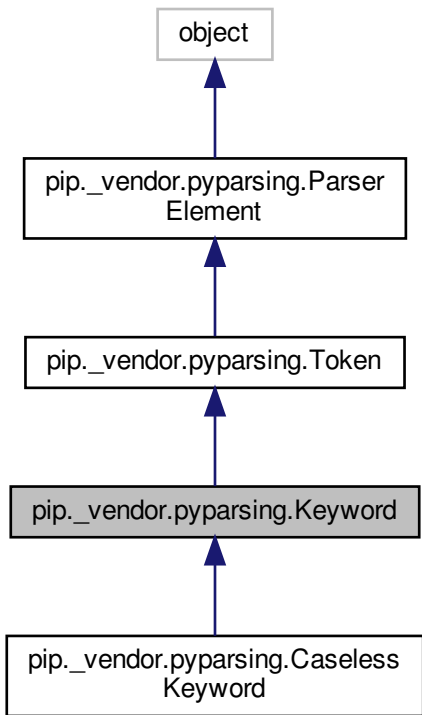 object
pip._vendor.pyparsing.Parser
Element
pip._vendor.pyparsing.Token
pip._vendor.pyparsing.Keyword
pip._vendor.pyparsing.Caseless
Keyword